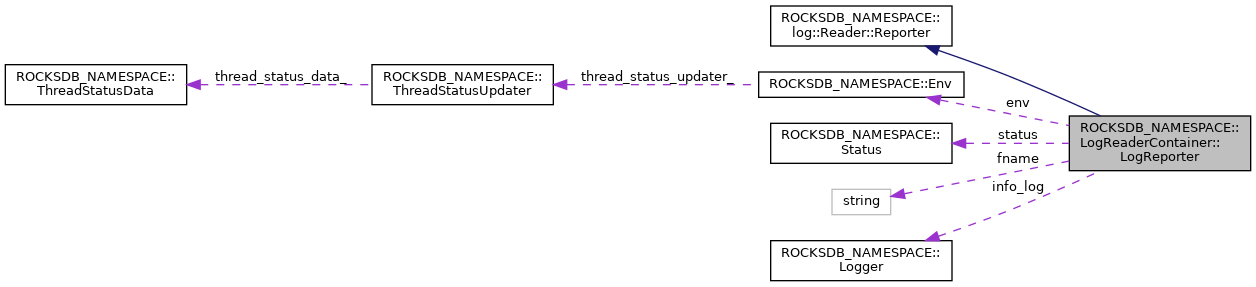 ROCKSDB_NAMESPACE::
log::Reader::Reporter
ROCKSDB_NAMESPACE::
ThreadStatusData
thread_status_data_
ROCKSDB_NAMESPACE::
ThreadStatusUpdater
thread_status_updater_
ROCKSDB_NAMESPACE::Env
env
ROCKSDB_NAMESPACE::
LogReaderContainer::
LogReporter
ROCKSDB_NAMESPACE::
Status
status
fname
string
info_log
ROCKSDB_NAMESPACE::
Logger